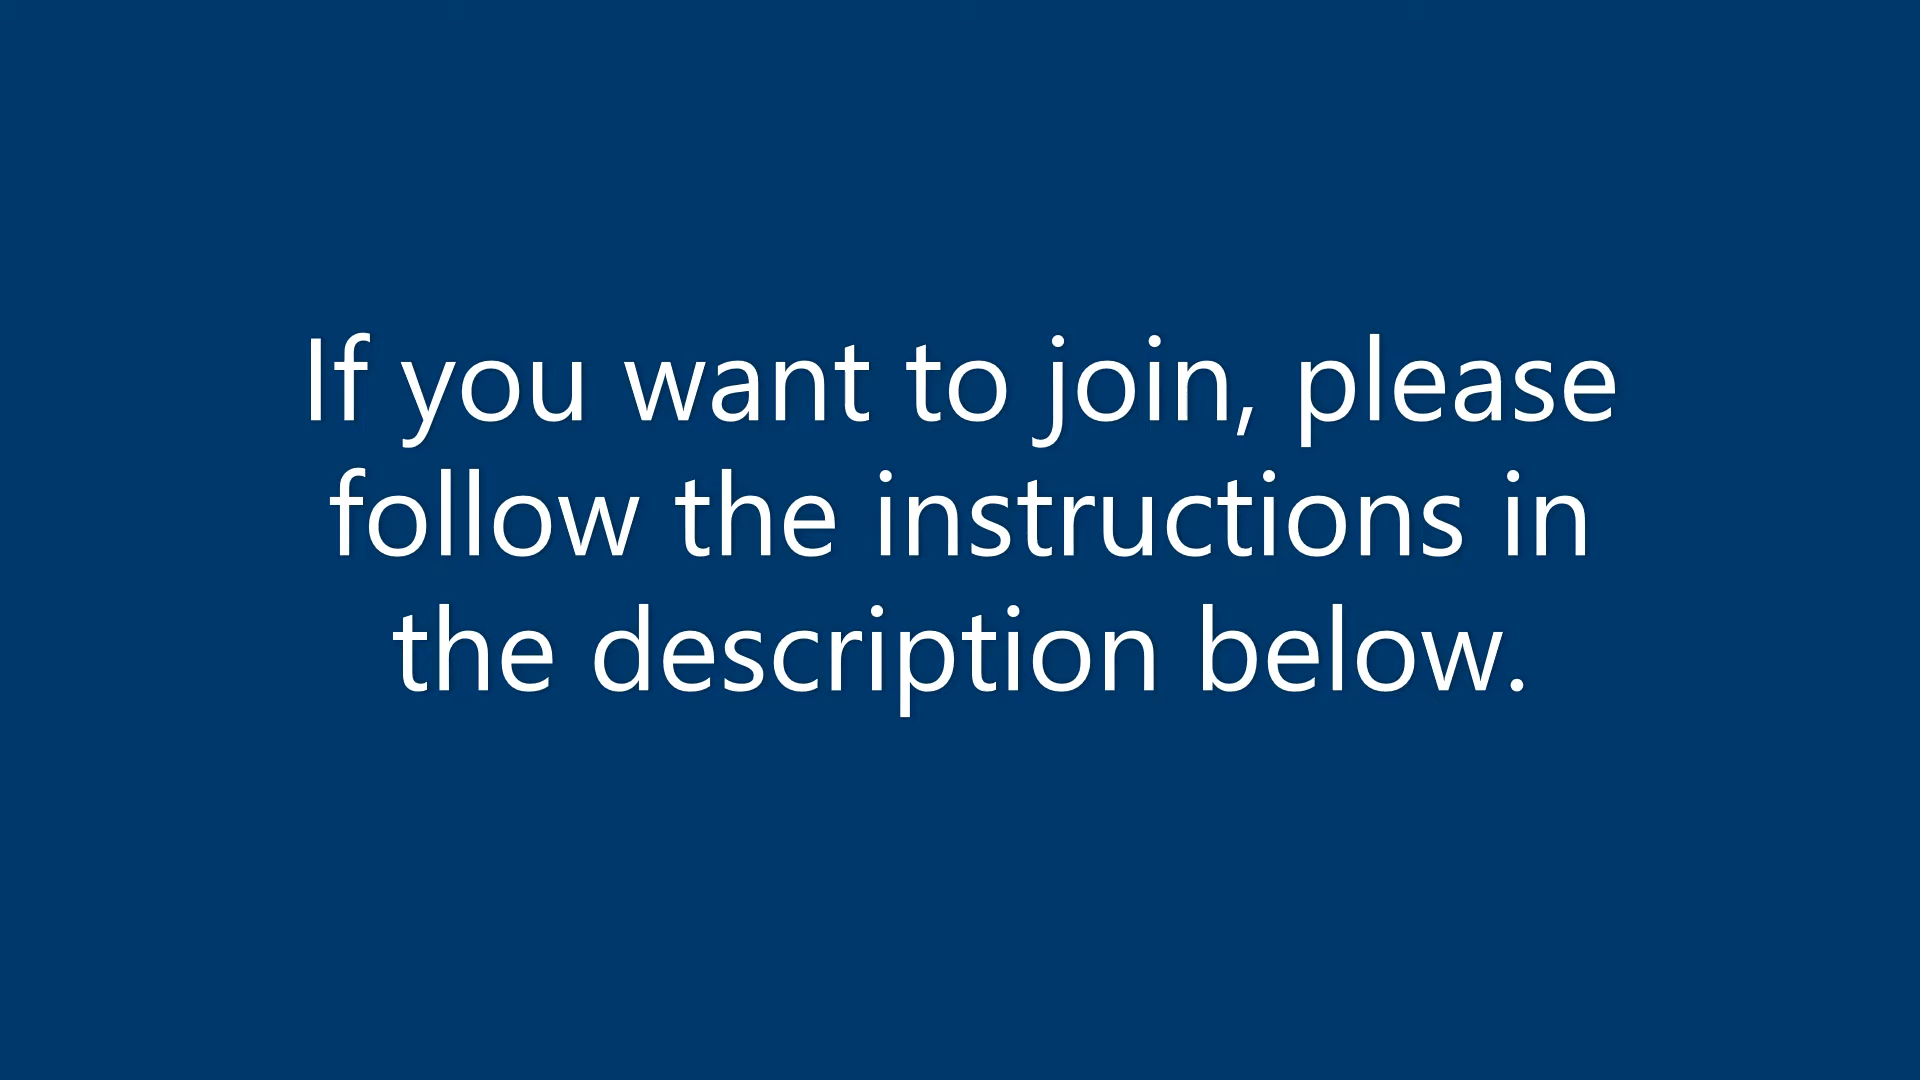 If you want to join, please
follow the instructions in
the description below.